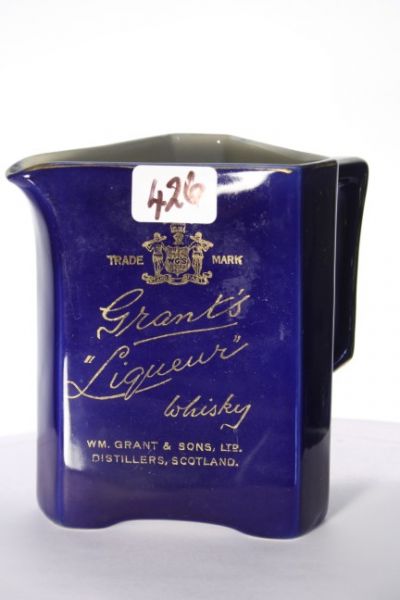 426
TRADE MARK
Grant's
"Liqueur"
Whisky
WM. GRANT & SONS, LTD.
DISTILLERS, SCOTLAND.